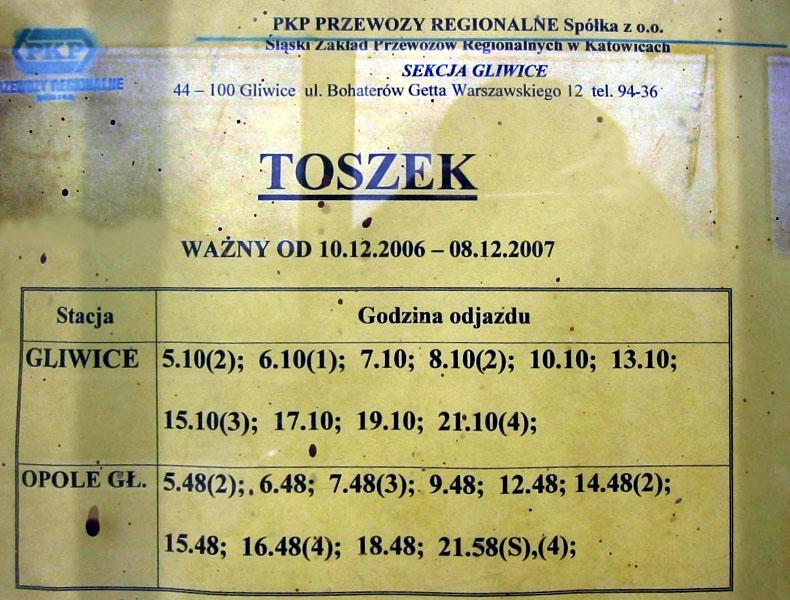 PKP PRZEWOZY REGIONALNE Spółka z o.o.
Śląski Zakład Przewozów Regionalnych w Katowicach
PKP
PRZEWOZY REGIONALNE
SEKCJA GLIWICE
44 – 100 Gliwice ul. Bohaterów Getta Warszawskiego 12 tel. 94-36
TOSZEK
WAŻNY OD 10.12.2006 – 08.12.2007
Stacja Godzina odjazdu
GLIWICE 5.10(2); 6.10(1); 7.10; 8.10(2); 10.10; 13.10;
15.10(3); 17.10; 19.10; 21.10(4);
OPOLE GŁ. 5.48(2); 6.48; 7.48(3); 9.48; 12.48; 14.48(2);
15.48; 16.48(4); 18.48; 21.58(S),(4);